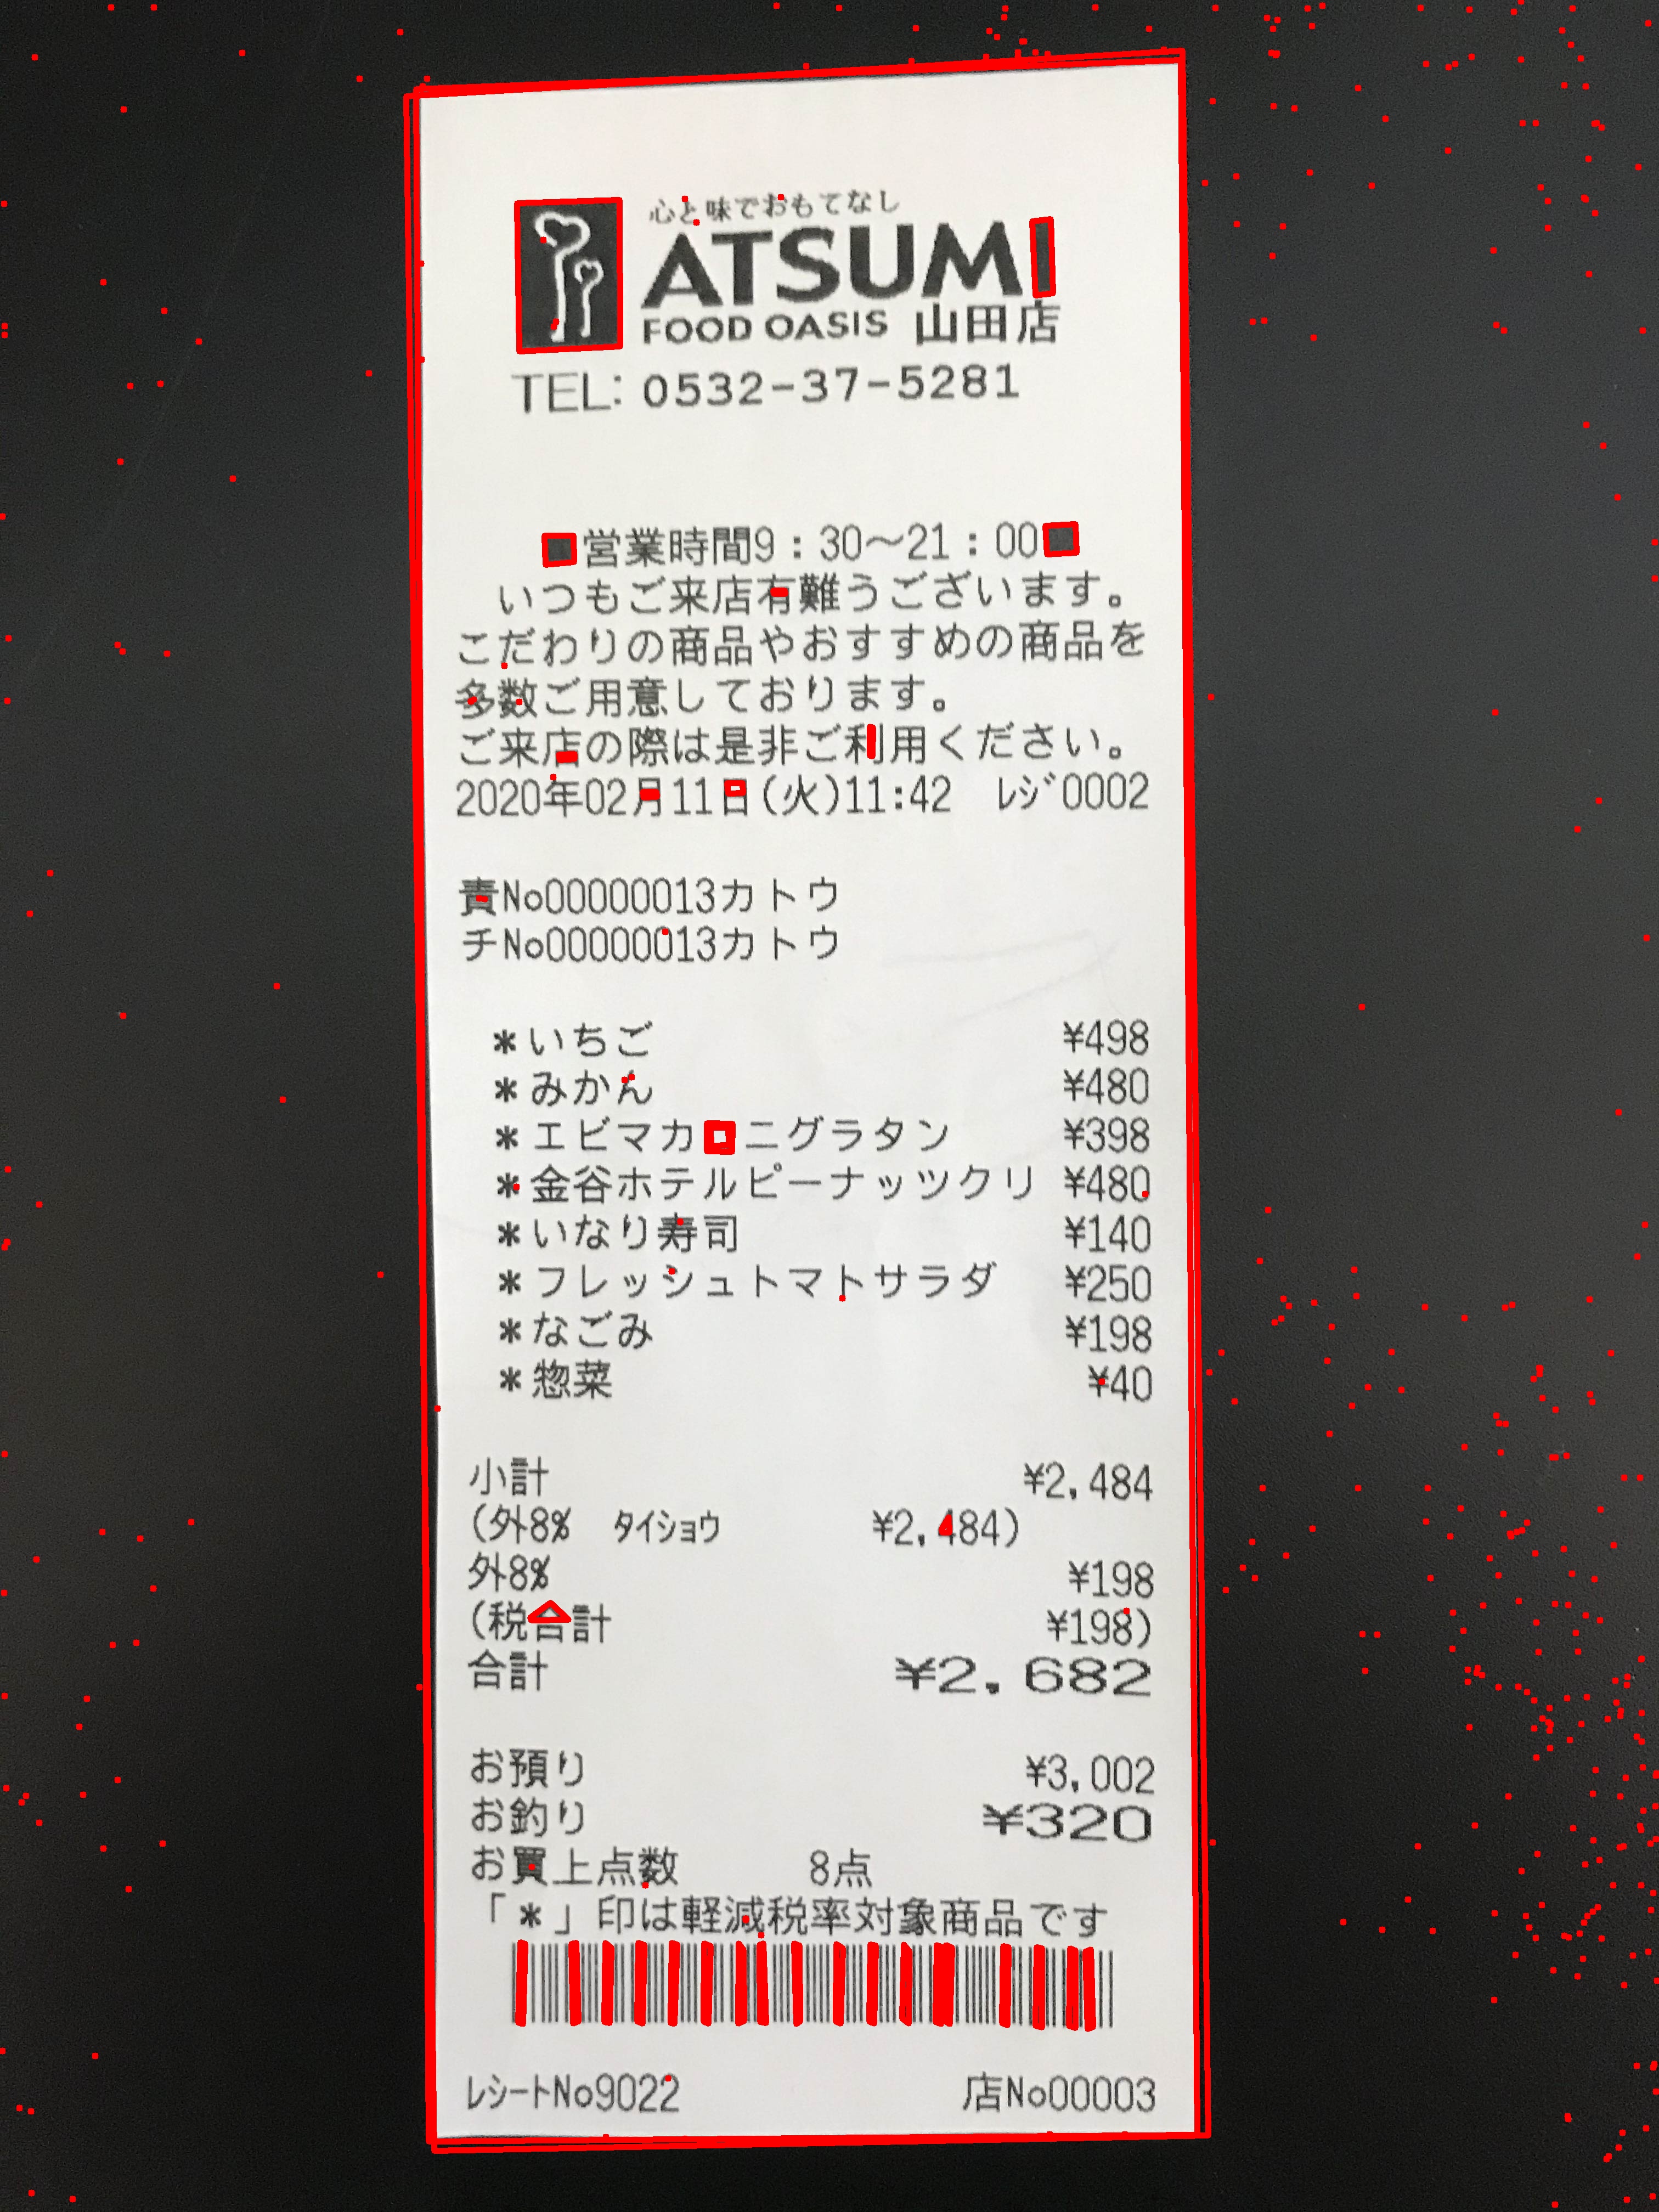 心と味でおもてなし
ATSUMI
FOOD OASIS 山田店
TEL: 0532-37-5281
■営業時間9:30～21:00■
いつもご来店有難うございます。
こだわりの商品やおすすめの商品を
多数ご用意しております。
ご来店の際は是非ご利用ください。
2020年02月11日(火)11:42 ﾚｼﾞ0002
責No00000013カトウ
チNo00000013カトウ
*いちご ¥498
*みかん ¥480
*エビマカロニグラタン ¥398
*金谷ホテルピーナッツクリ ¥480
*いなり寿司 ¥140
*フレッシュトマトサラダ ¥250
*なごみ ¥198
*惣菜 ¥40
小計 ¥2,484
(外8% ﾀｲｼｮｳ ¥2,484)
外8% ¥198
(税合計 ¥198)
合計 ¥2,682
お預り ¥3,002
お釣り ¥320
お買上点数 8点
「*」印は軽減税率対象商品です
ﾚｼｰﾄNo9022 店No00003